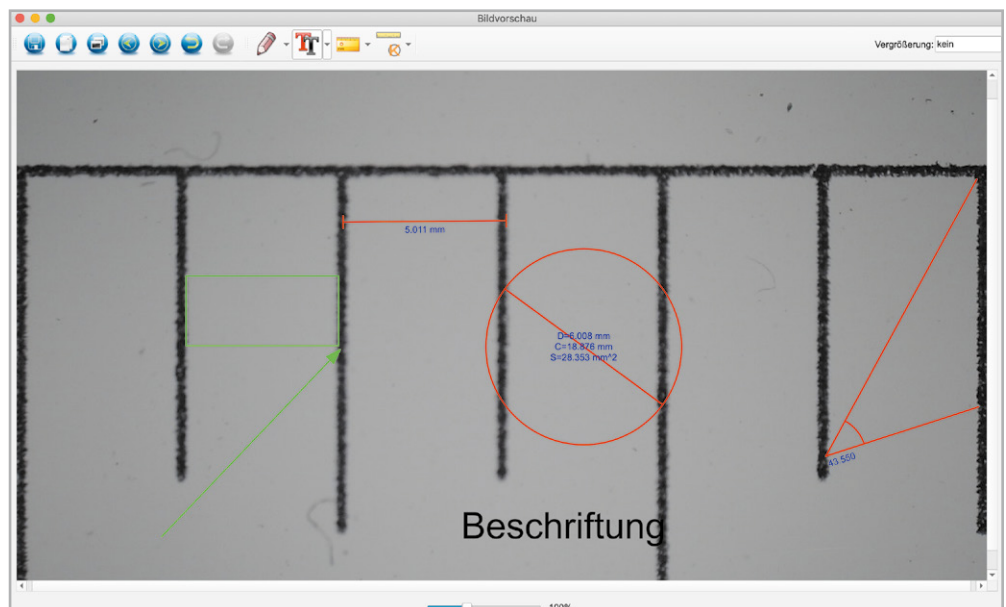 Bildvorschau
Vergrößerung: kein
5.011 mm
D=6.008 mm
C=18.876 mm
S=28.353 mm^2
43.550
Beschriftung
100%